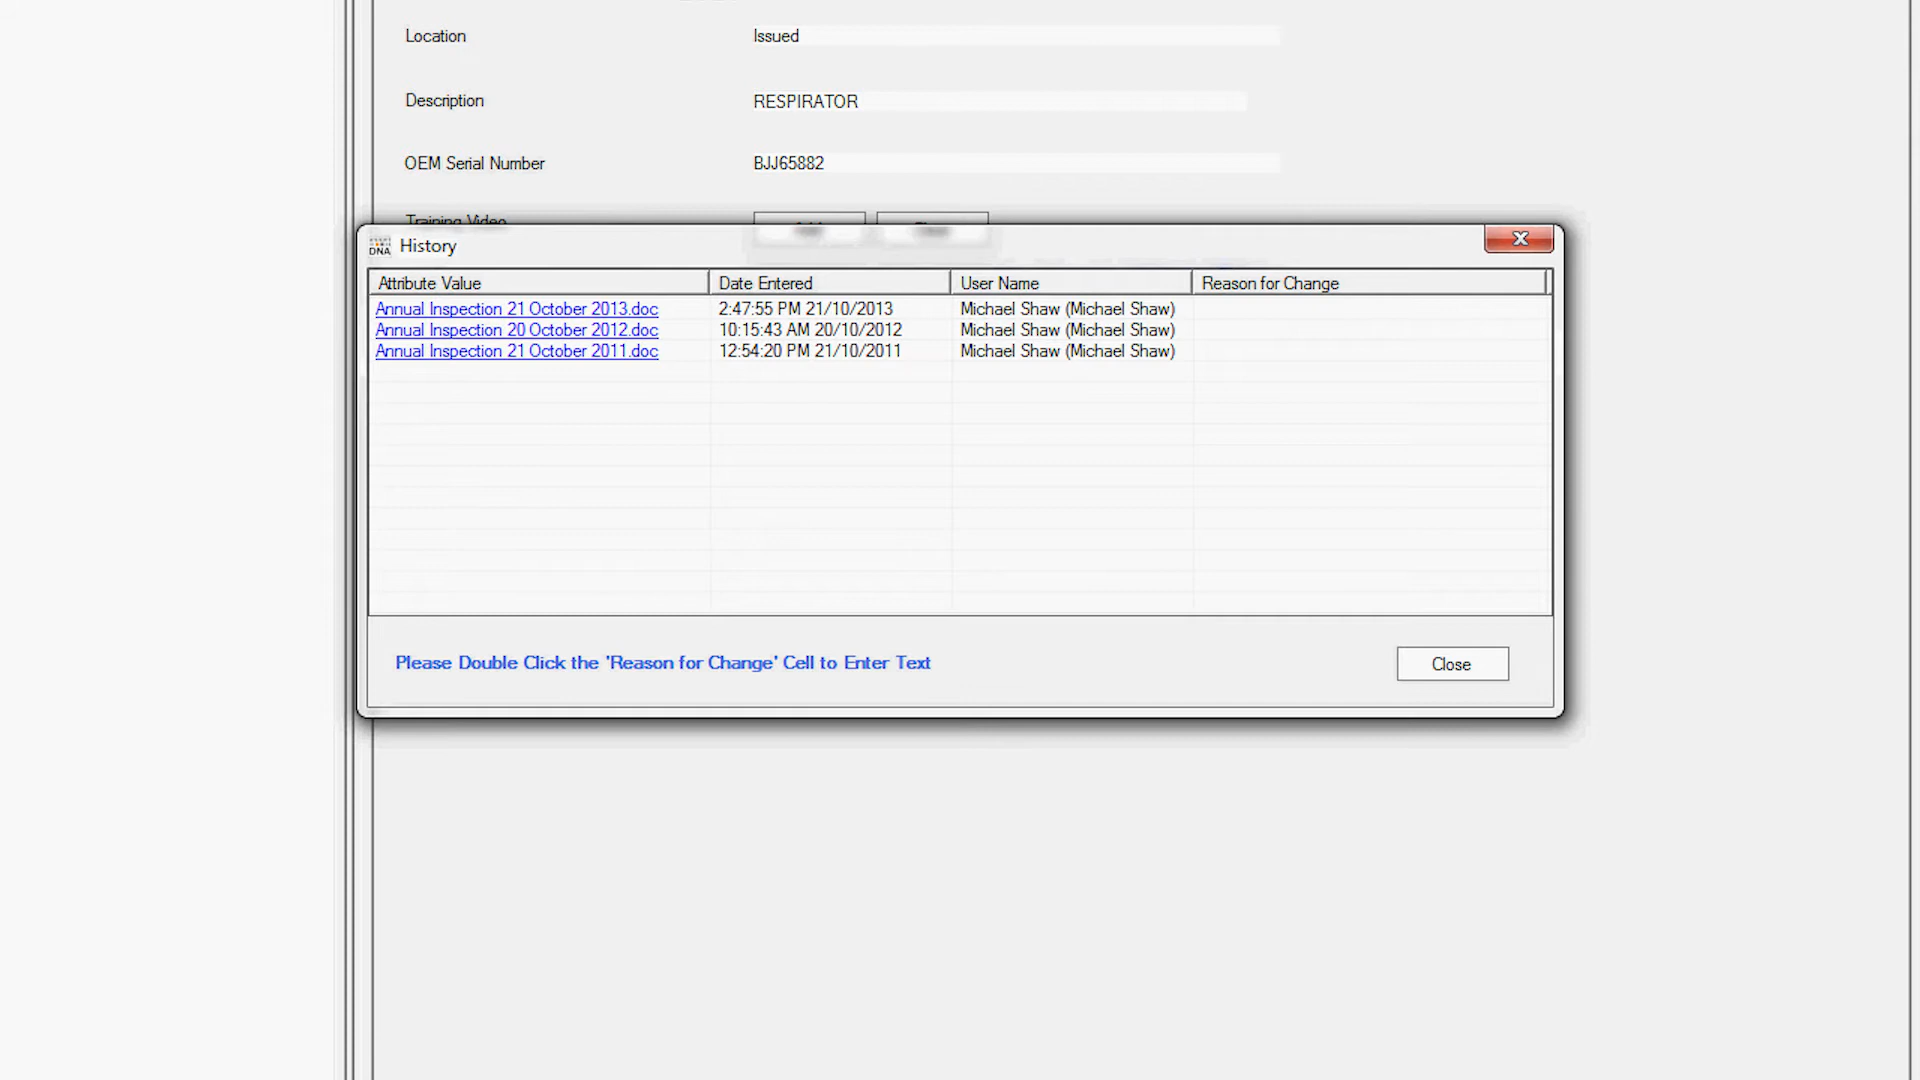 Location Issued
Description RESPIRATOR
OEM Serial Number BJJ65882
Training Video
DNA History X
Attribute Value Date Entered User Name Reason for Change
Annual Inspection 21 October 2013.doc 2:47:55 PM 21/10/2013 Michael Shaw (Michael Shaw)
Annual Inspection 20 October 2012.doc 10:15:43 AM 20/10/2012 Michael Shaw (Michael Shaw)
Annual Inspection 21 October 2011.doc 12:54:20 PM 21/10/2011 Michael Shaw (Michael Shaw)
Please Double Click the 'Reason for Change' Cell to Enter Text Close